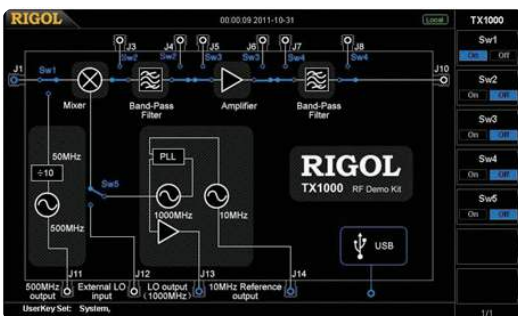 RIGOL 00:00:09 2011-10-31 Local TX1000
J3 J4 J5 J6 J7 J8
Sw2 Sw2 Sw3 Sw3 Sw4 Sw4
J1 Sw1 J10
Mixer Band-Pass Filter Amplifier Band-Pass Filter
50MHz
÷10
500MHz
Sw5
PLL
1000MHz 10MHz
RIGOL
TX1000 RF Demo Kit
USB
J11 J12 J13 J14
500MHz output External LO input LO output (1000MHz) 10MHz Reference output
UserKey Set: System,
Sw1
On Off
Sw2
On Off
Sw3
On Off
Sw4
On Off
Sw5
On Off
1/1